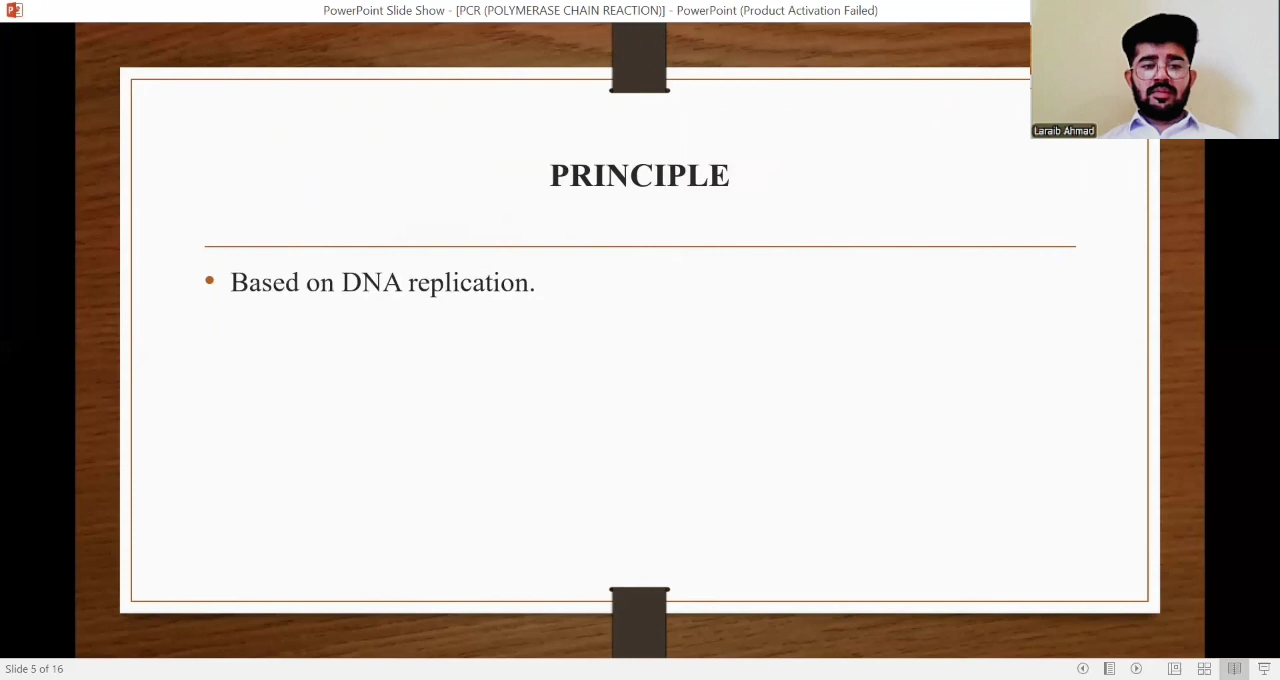 PowerPoint Slide Show - [PCR (POLYMERASE CHAIN REACTION)] - PowerPoint (Product Activation Failed)
Laraib Ahmad
PRINCIPLE
• Based on DNA replication.
Slide 5 of 16